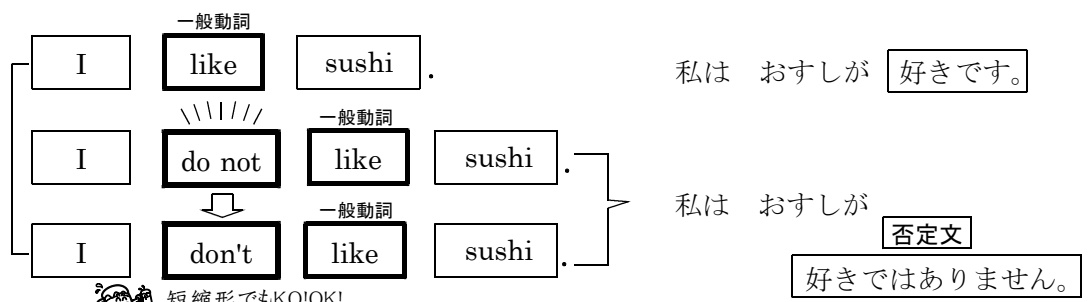 一般動詞
I like sushi. 私は おすしが 好きです。
一般動詞
I do not like sushi.
私は おすしが
一般動詞
否定文
I don't like sushi.
好きではありません。
短縮形でもKO!OK!